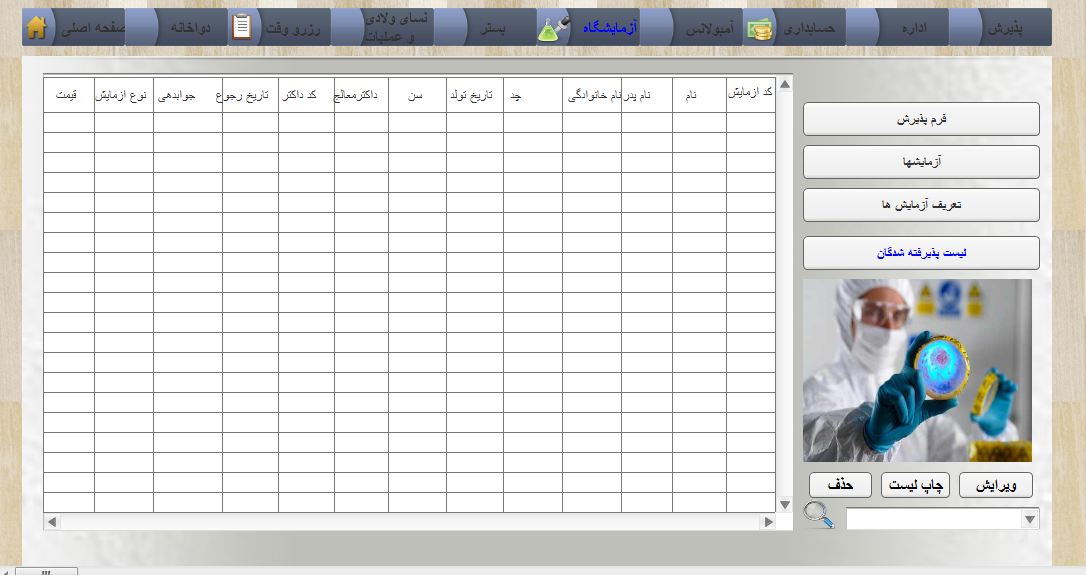 پذیرش
اداره
حسابداری
آمبولانس
آزمایشگاه
بستر
نسای ولادی
و عملیات
رزرو وقت
دواخانه
صفحه اصلی
کد ازمایش
نام
نام پدر
نام خانوادگی
چد
تاریخ تولد
سن
داکترمعالج
کد داکتر
تاریخ رجوع
جوابدهی
نوع ازمایش
قیمت
فرم پذیرش
آزمایشها
تعریف آزمایش ها
لیست پذیرفته شدگان
ویرایش
چاپ لیست
حذف